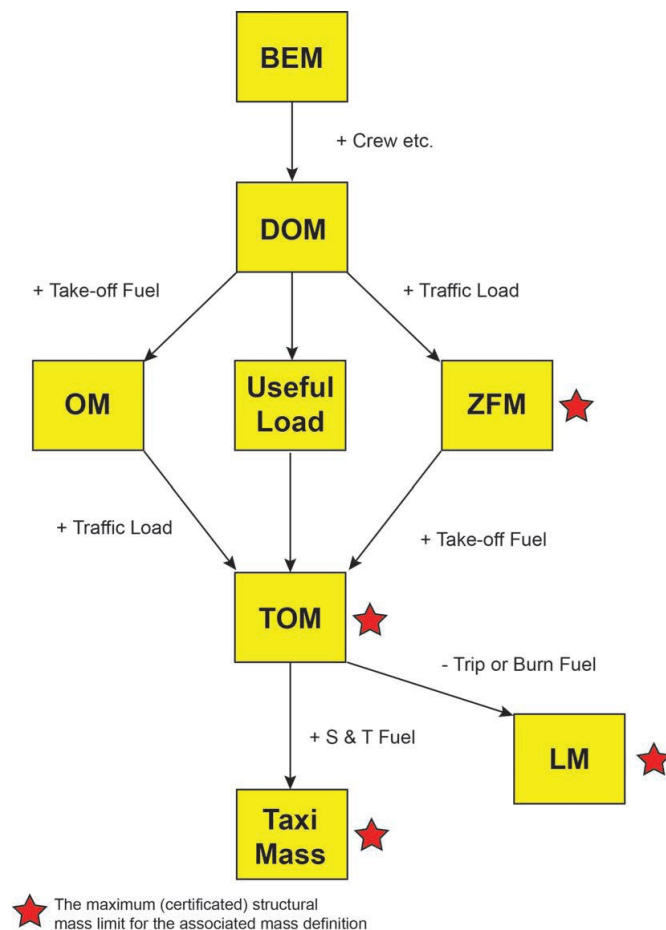 BEM
+ Crew etc.
DOM
+ Take-off Fuel
+ Traffic Load
OM
Useful
Load
ZFM
+ Traffic Load
+ Take-off Fuel
TOM
- Trip or Burn Fuel
+ S & T Fuel
LM
Taxi
Mass
The maximum (certificated) structural
mass limit for the associated mass definition